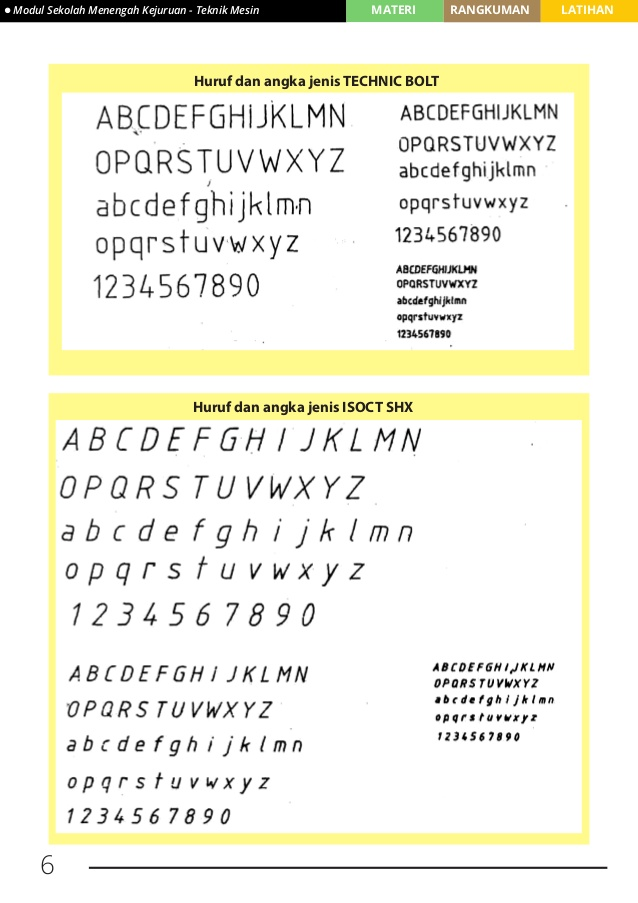 ● Modul Sekolah Menengah Kejuruan - Teknik Mesin
MATERI
RANGKUMAN
LATIHAN
Huruf dan angka jenis TECHNIC BOLT
ABCDEFGHIJKLMN
OPQRSTUVWXYZ
abcdefghijklmn
opqrstuvwxyz
1234567890
ABCDEFGHIJKLMN
OPQRSTUVWXYZ
abcdefghijklmn
opqrstuvwxyz
1234567890
ABCDEFGHIJKLMN
OPQRSTUVWXYZ
abcdefghijklmn
opqrstuvwxyz
1234567890
Huruf dan angka jenis ISOCT SHX
A B C D E F G H I J K L M N
O P Q R S T U V W X Y Z
a b c d e f g h i j k l m n
o p q r s t u v w x y z
1 2 3 4 5 6 7 8 9 0
A B C D E F G H i J K L M N
O P Q R S T U V W X Y Z
a b c d e f g h i j k l m n
o p q r s t u v w x y z
1 2 3 4 5 6 7 8 9 0
A B C D E F G H I J K L M N
O P Q R S T U V W X Y Z
a b c d e f g h i j k l m n
o p q r s t u v w x y z
1 2 3 4 5 6 7 8 9 0
6